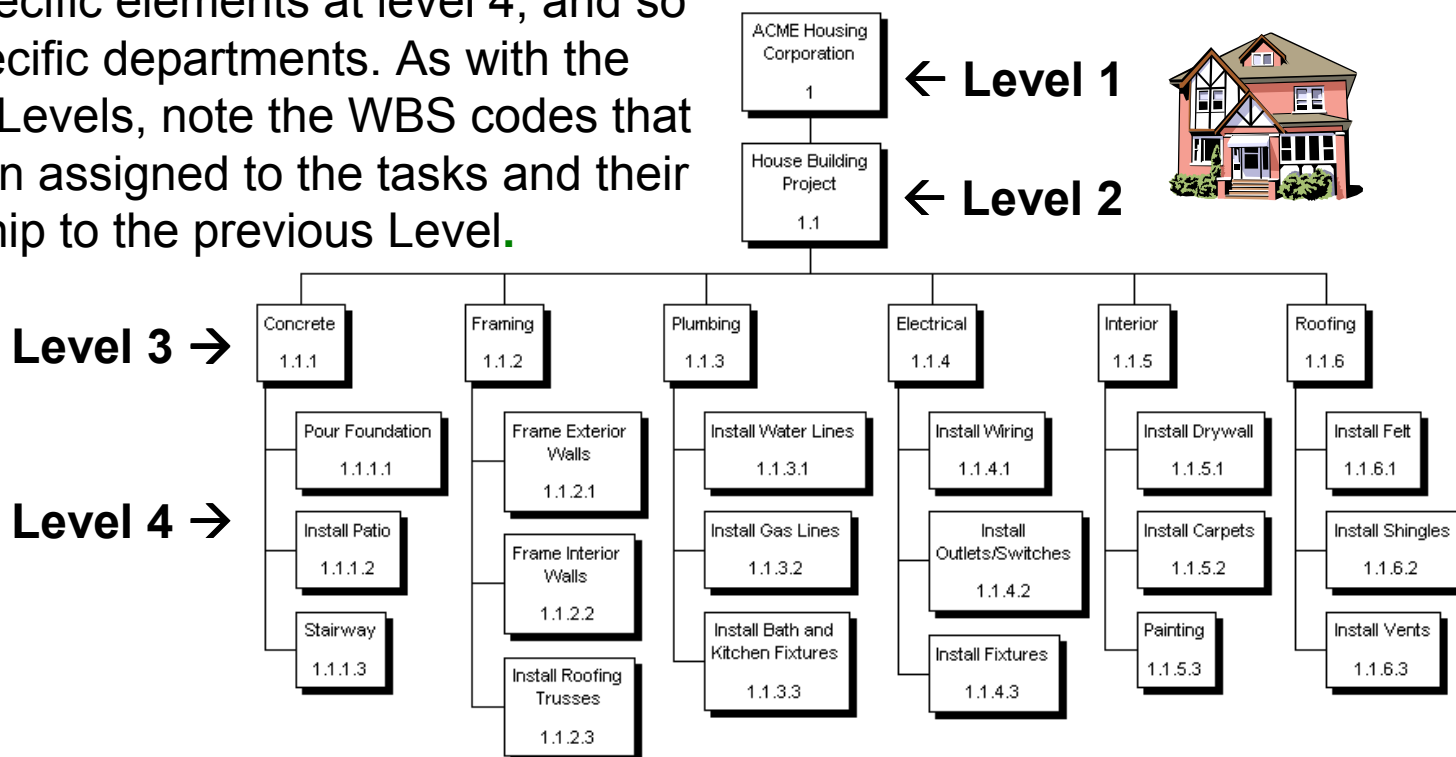 ecific elements at level 4, and so
ecific departments. As with the
Levels, note the WBS codes that
n assigned to the tasks and their
hip to the previous Level.
ACME Housing
Corporation
1
← Level 1
House Building
Project
1.1
← Level 2
Level 3 →
Concrete
1.1.1
Framing
1.1.2
Plumbing
1.1.3
Electrical
1.1.4
Interior
1.1.5
Roofing
1.1.6
Level 4 →
Pour Foundation
1.1.1.1
Install Patio
1.1.1.2
Stairway
1.1.1.3
Frame Exterior
Walls
1.1.2.1
Frame Interior
Walls
1.1.2.2
Install Roofing
Trusses
1.1.2.3
Install Water Lines
1.1.3.1
Install Gas Lines
1.1.3.2
Install Bath and
Kitchen Fixtures
1.1.3.3
Install Wiring
1.1.4.1
Install
Outlets/Switches
1.1.4.2
Install Fixtures
1.1.4.3
Install Drywall
1.1.5.1
Install Carpets
1.1.5.2
Painting
1.1.5.3
Install Felt
1.1.6.1
Install Shingles
1.1.6.2
Install Vents
1.1.6.3